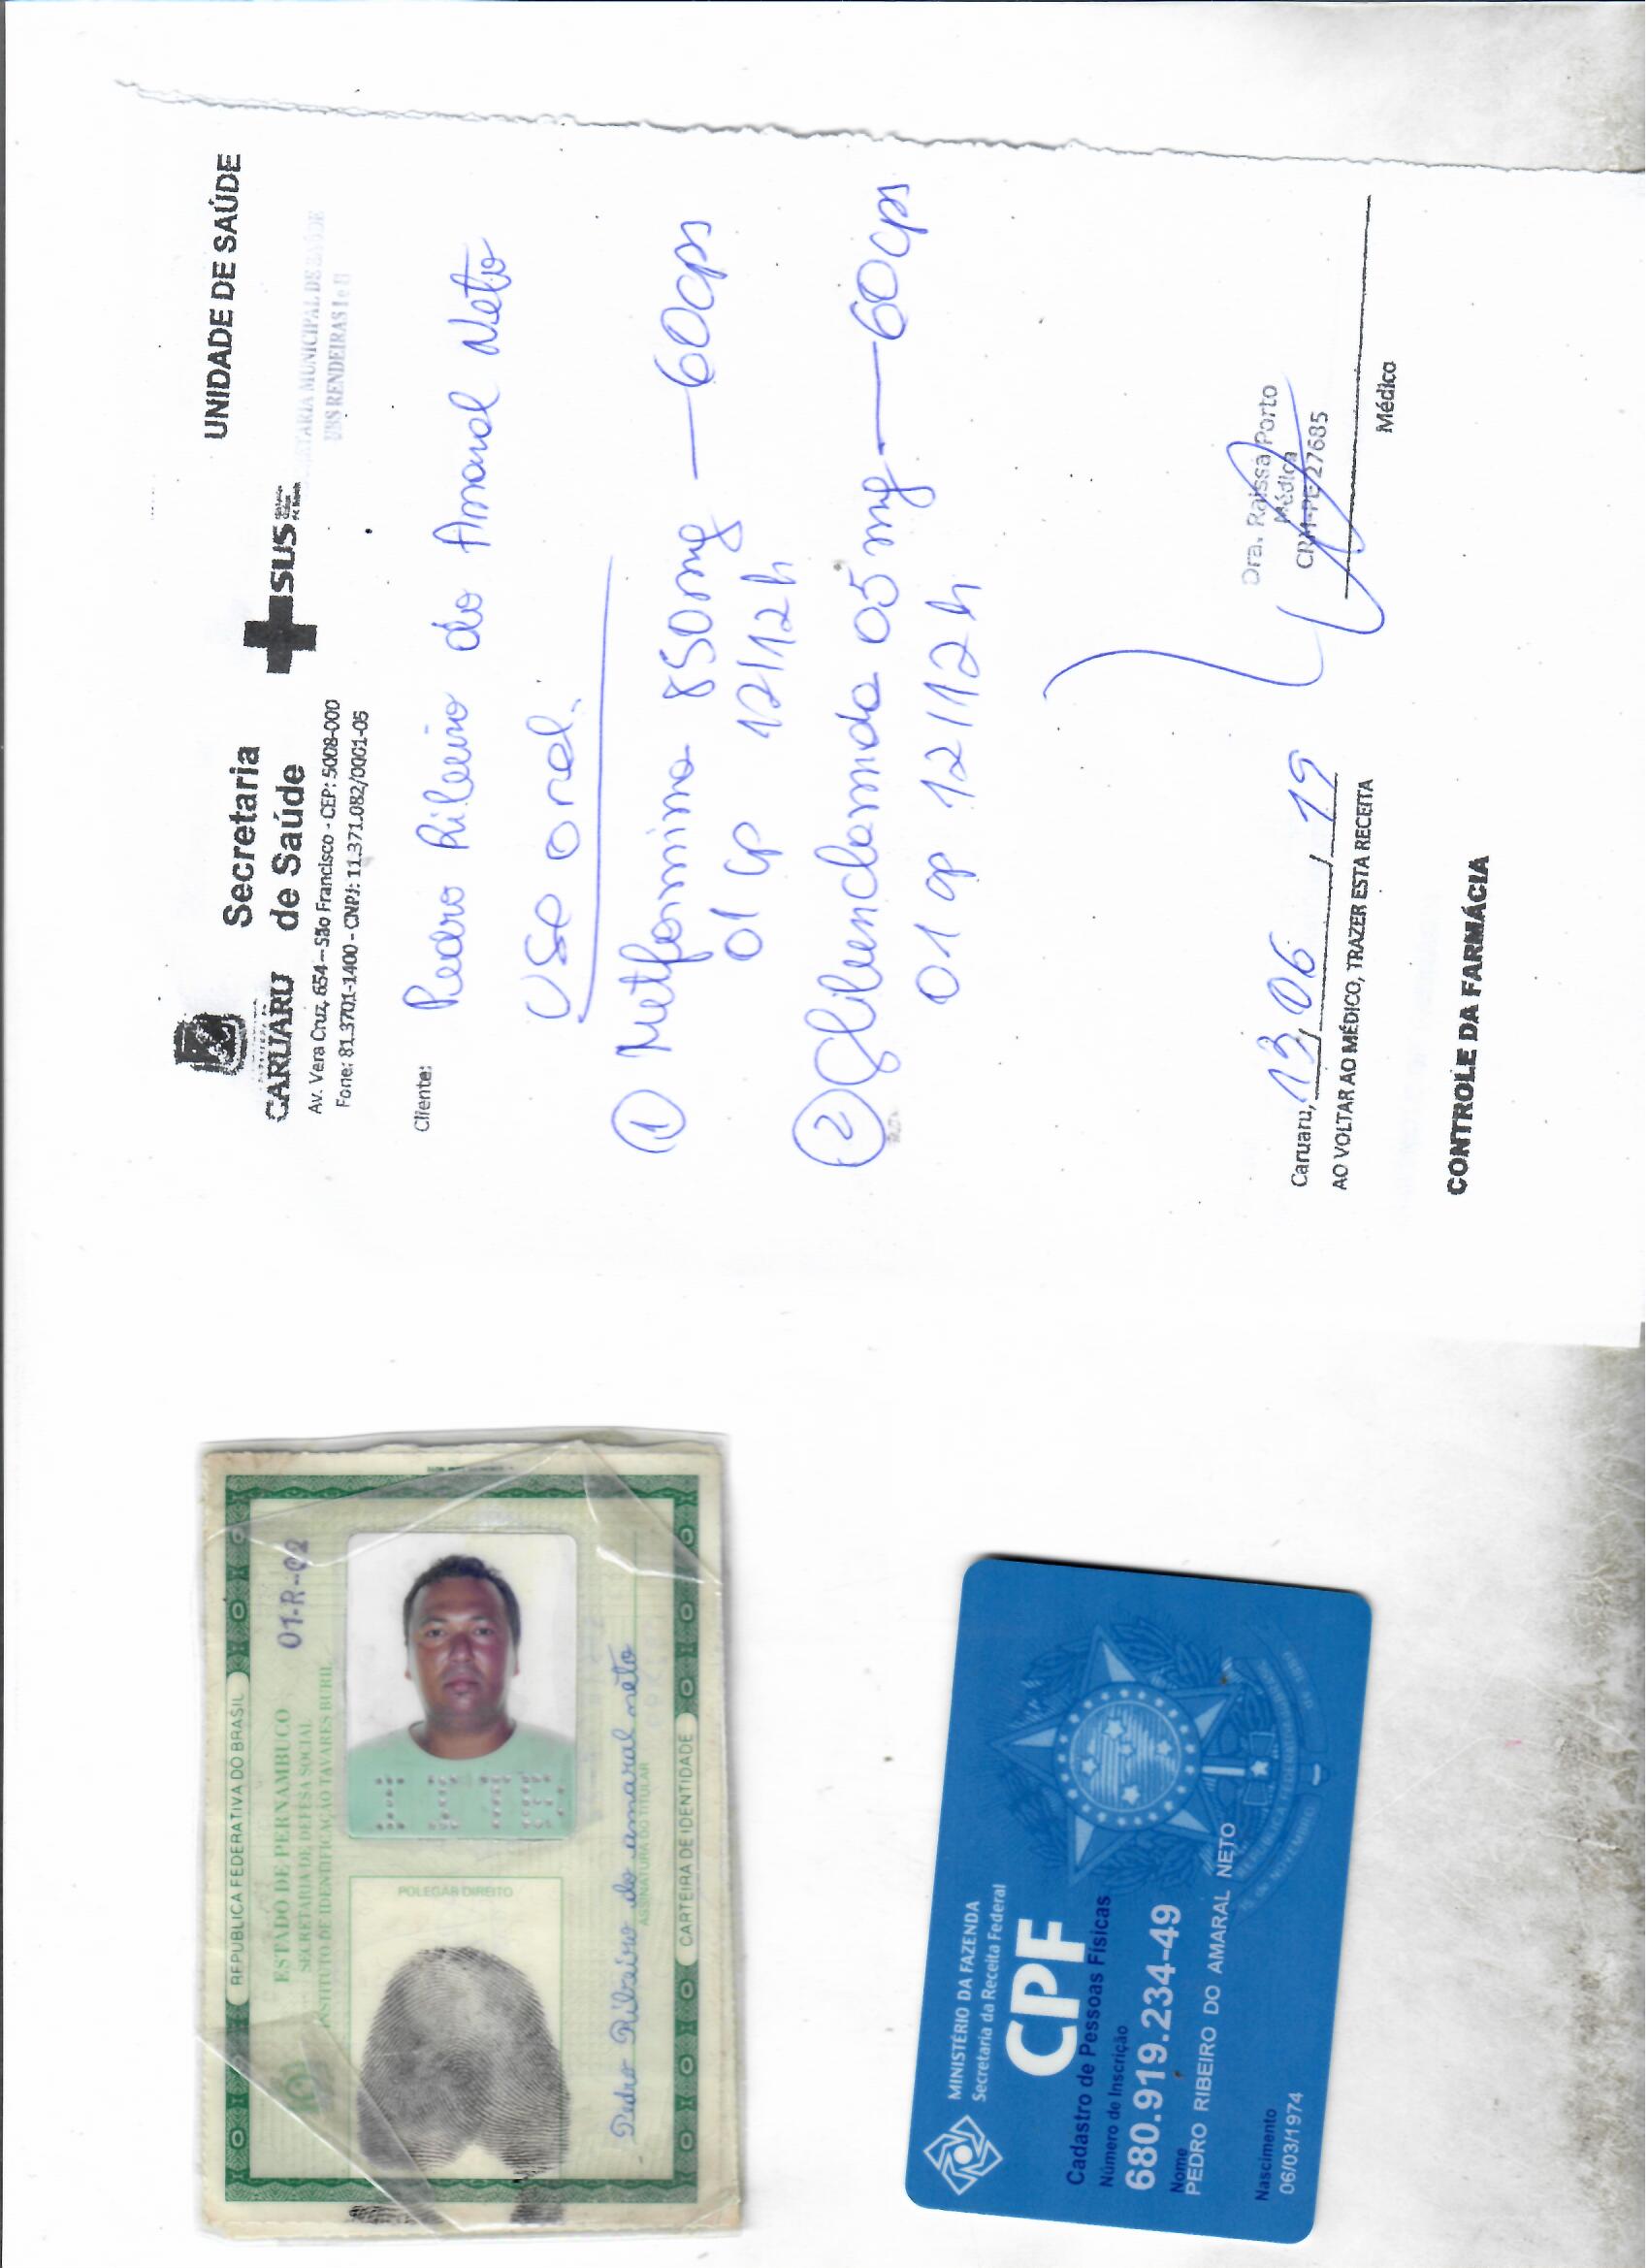 CARUARU
Secretaria
de Saúde
SUS
UNIDADE DE SAÚDE
Av. Vera Cruz, 654 – São Francisco - CEP: 5008-000
Fone: 81.3701-1400 - CNPJ: 11.371.082/0001-05
MUNICIPAL DE SAÚDE
UBS RENDEIRAS I e II
Cliente: Pedro Ribeiro do Amaral Neto
Uso oral.
1 Metformina 850mg — 60cps
01 cp 12/12h
2 Glibenclamida 05mg — 60cps
01 cp 12/12h
Dra. Raissa Porto
Médica
CRM-PE 27685
Caruaru, 13, 06, 19
Médico
AO VOLTAR AO MÉDICO, TRAZER ESTA RECEITA
CONTROLE DA FARMÁCIA
REPÚBLICA FEDERATIVA DO BRASIL
ESTADO DE PERNAMBUCO
01-R-02
SECRETARIA DE DEFESA SOCIAL
INSTITUTO DE IDENTIFICAÇÃO TAVARES BURIL
POLEGAR DIREITO
Pedro Ribeiro do amaral neto
ASSINATURA DO TITULAR
CARTEIRA DE IDENTIDADE
MINISTÉRIO DA FAZENDA
Secretaria da Receita Federal
CPF
Cadastro de Pessoas Físicas
Número de Inscrição
680.919.234-49
Nome
PEDRO RIBEIRO DO AMARAL NETO
Nascimento
06/03/1974